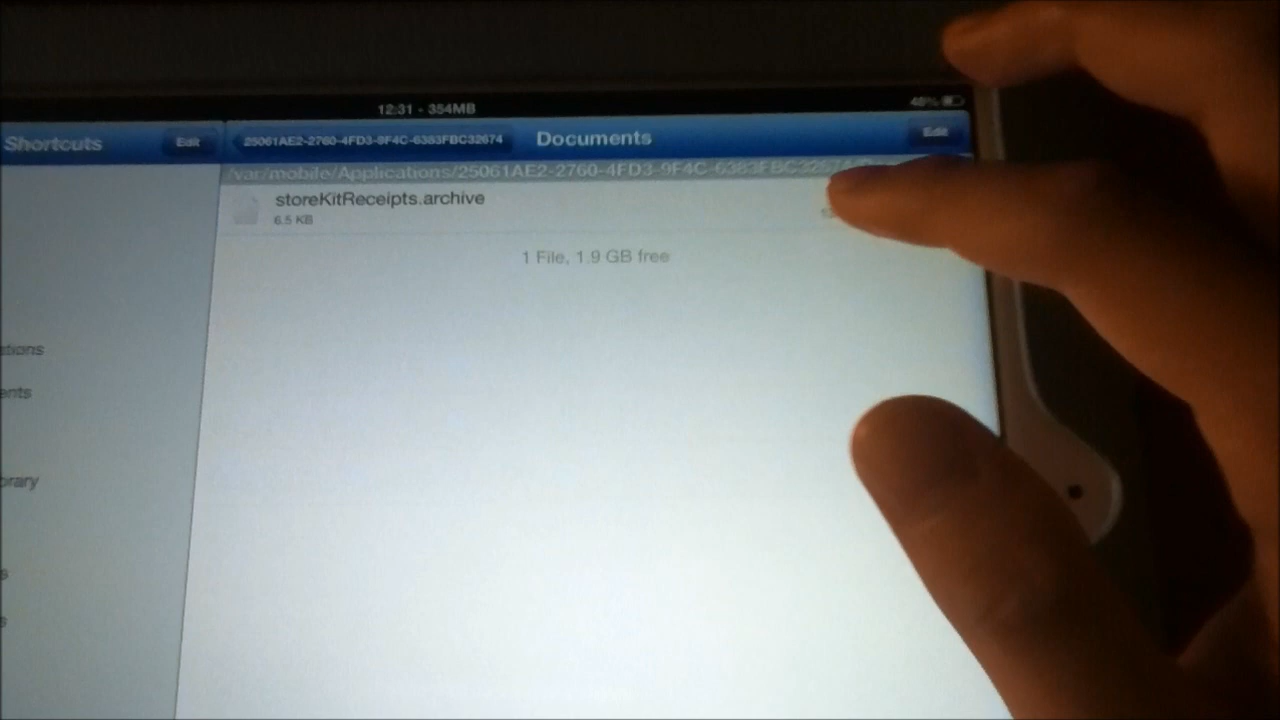 12:31 - 354MB
Shortcuts
Edit
25061AE2-2760-4FD3-9F4C-6383FBC32674
Documents
Edit
/var/mobile/Applications/25061AE2-2760-4FD3-9F4C-6383FBC32674
storeKitReceipts.archive
6.5 KB
1 File, 1.9 GB free